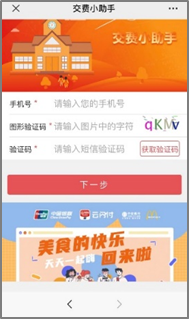 交费小助手
交费小助手
手机号 * 请输入您的手机号
图形验证码 * 请输入图片中的字符 qKMv
验证码 * 请输入短信验证码 获取验证码
下一步
云闪付
美食的快乐
天天一起嗨 回来啦